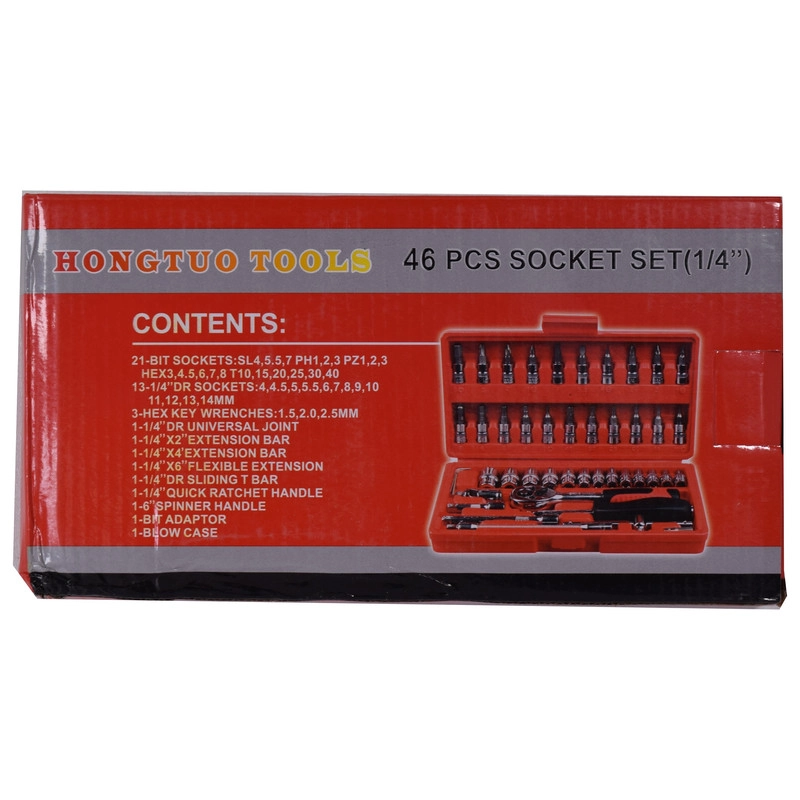 HONGTUO TOOLS 46 PCS SOCKET SET(1/4”)
CONTENTS:
21-BIT SOCKETS:SL4,5.5,7 PH1,2,3 PZ1,2,3
HEX3,4.5,6,7,8 T10,15,20,25,30,40
13-1/4”DR SOCKETS:4,4.5,5,5.5,6,7,8,9,10
11,12,13,14MM
3-HEX KEY WRENCHES:1.5,2.0,2.5MM
1-1/4”DR UNIVERSAL JOINT
1-1/4”X2”EXTENSION BAR
1-1/4”X4’EXTENSION BAR
1-1/4”X6”FLEXIBLE EXTENSION
1-1/4”DR SLIDING T BAR
1-1/4”QUICK RATCHET HANDLE
1-6”SPINNER HANDLE
1-BIT ADAPTOR
1-BLOW CASE